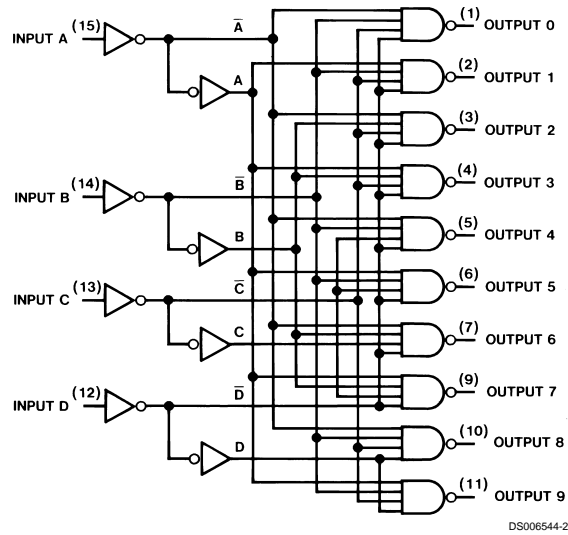 (1)
OUTPUT 0
INPUT A (15)
A̅
(2)
OUTPUT 1
A
(3)
OUTPUT 2
(4)
OUTPUT 3
INPUT B (14)
B̅
(5)
OUTPUT 4
B
(6)
OUTPUT 5
INPUT C (13)
C̅
(7)
OUTPUT 6
C
(9)
OUTPUT 7
INPUT D (12)
D̅
(10)
OUTPUT 8
D
(11)
OUTPUT 9
DS006544-2